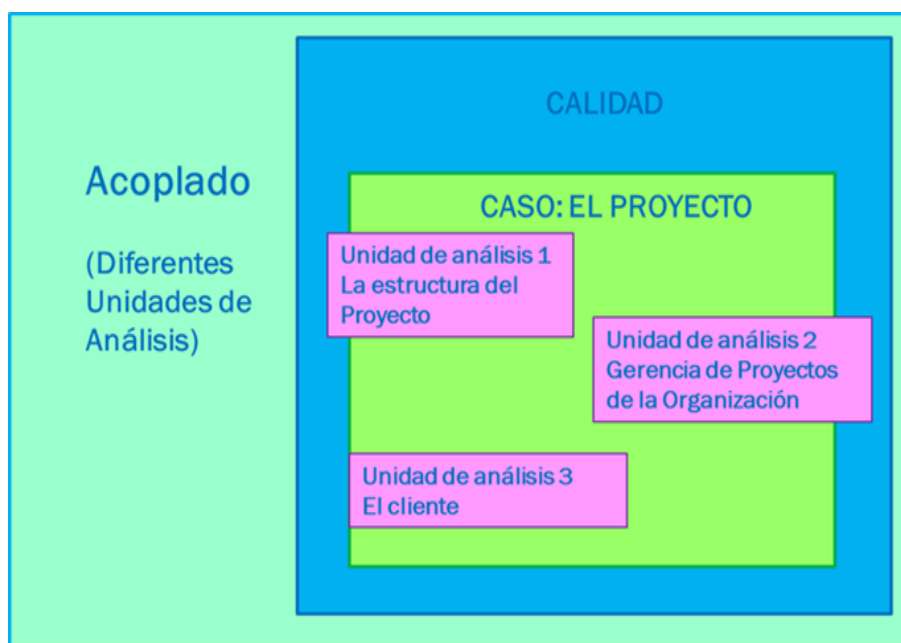 CALIDAD
Acoplado
(Diferentes
Unidades de
Análisis)
CASO: EL PROYECTO
Unidad de análisis 1
La estructura del
Proyecto
Unidad de análisis 2
Gerencia de Proyectos
de la Organización
Unidad de análisis 3
El cliente